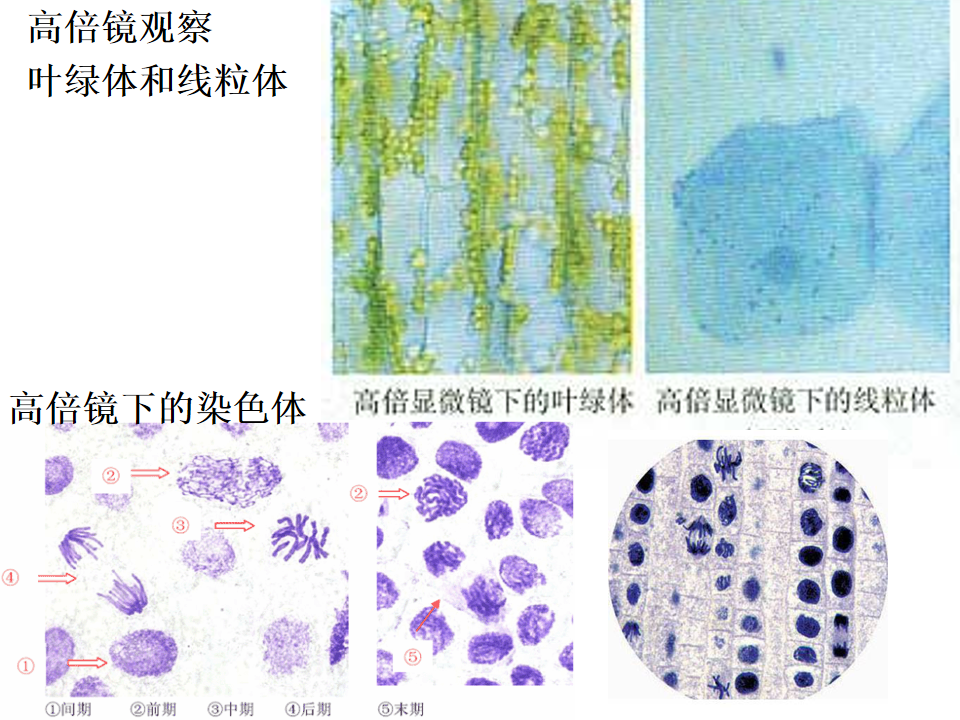 高倍镜观察
叶绿体和线粒体
高倍显微镜下的叶绿体
高倍显微镜下的线粒体
高倍镜下的染色体
②
③
④
①
②
⑤
①间期 ②前期 ③中期 ④后期 ⑤末期